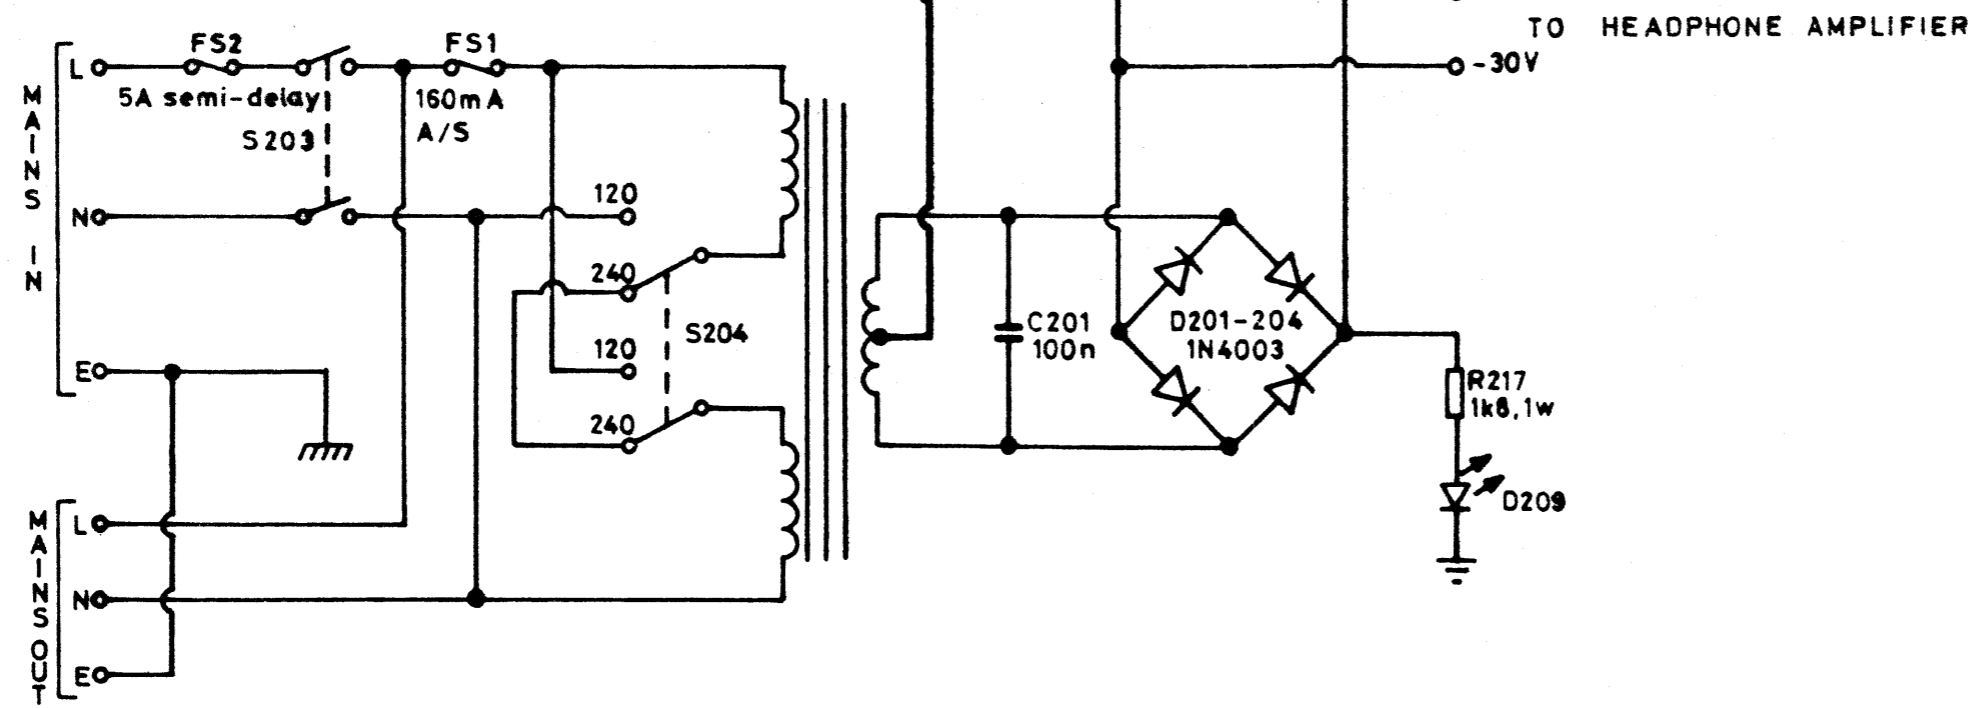 TO HEADPHONE AMPLIFIER
-30V
MAINS IN
L
FS2
5A semi-delay
S203
FS1
160mA
A/S
N
E
120
240
120
240
S204
C201
100n
D201-204
1N4003
R217
1k8,1w
D209
MAINS OUT
L
N
E